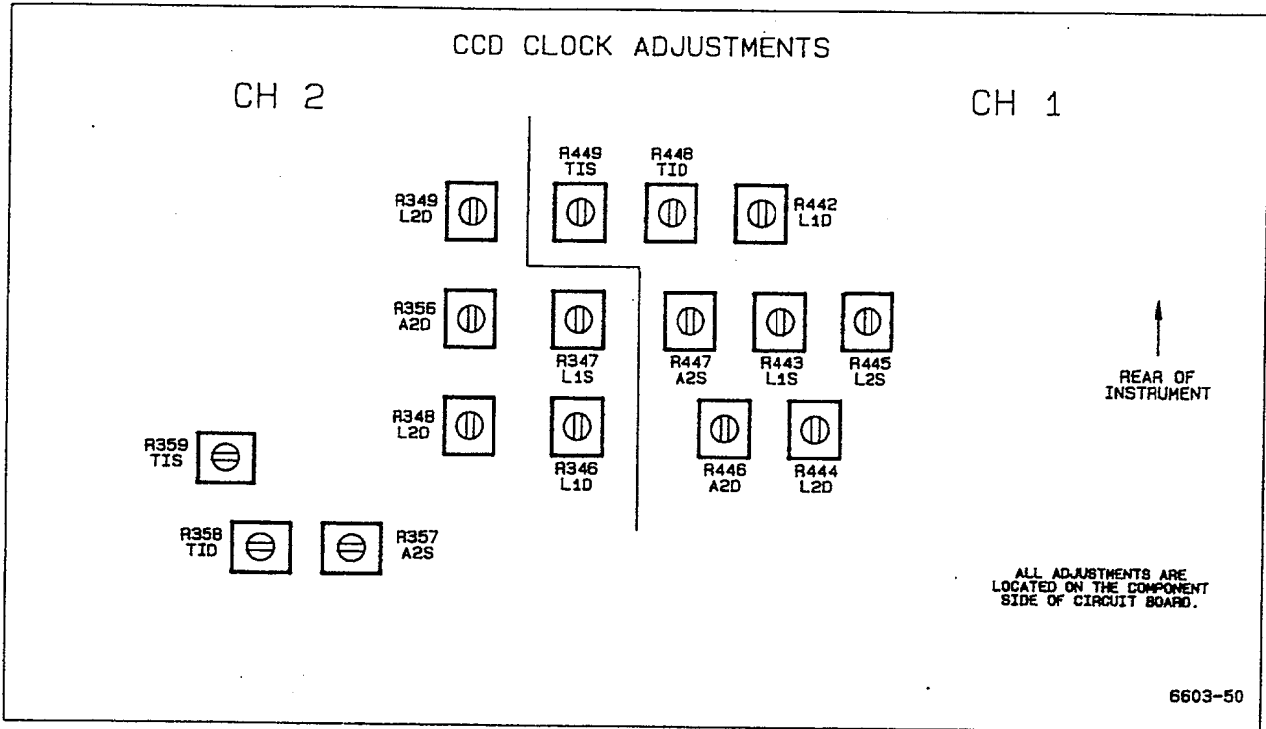 CCD CLOCK ADJUSTMENTS
CH 2
CH 1
R449
TIS
R448
TID
R349
L2D
R442
L1D
R356
A2D
R347
L1S
R447
A2S
R443
L1S
R445
L2S
REAR OF
INSTRUMENT
R348
L2D
R359
TIS
R346
L1D
R446
A2D
R444
L2D
R358
TID
R357
A2S
ALL ADJUSTMENTS ARE
LOCATED ON THE COMPONENT
SIDE OF CIRCUIT BOARD.
6603-50